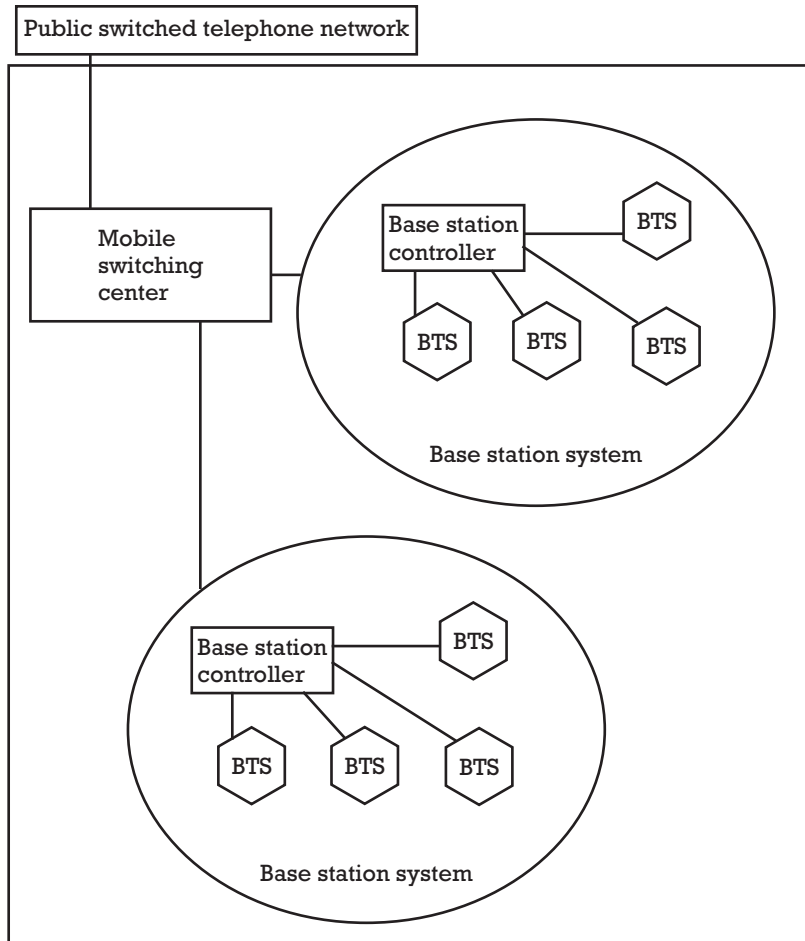 Public switched telephone network
Mobile
switching
center
Base station
controller
BTS
BTS
BTS
BTS
Base station system
Base station
controller
BTS
BTS
BTS
BTS
Base station system